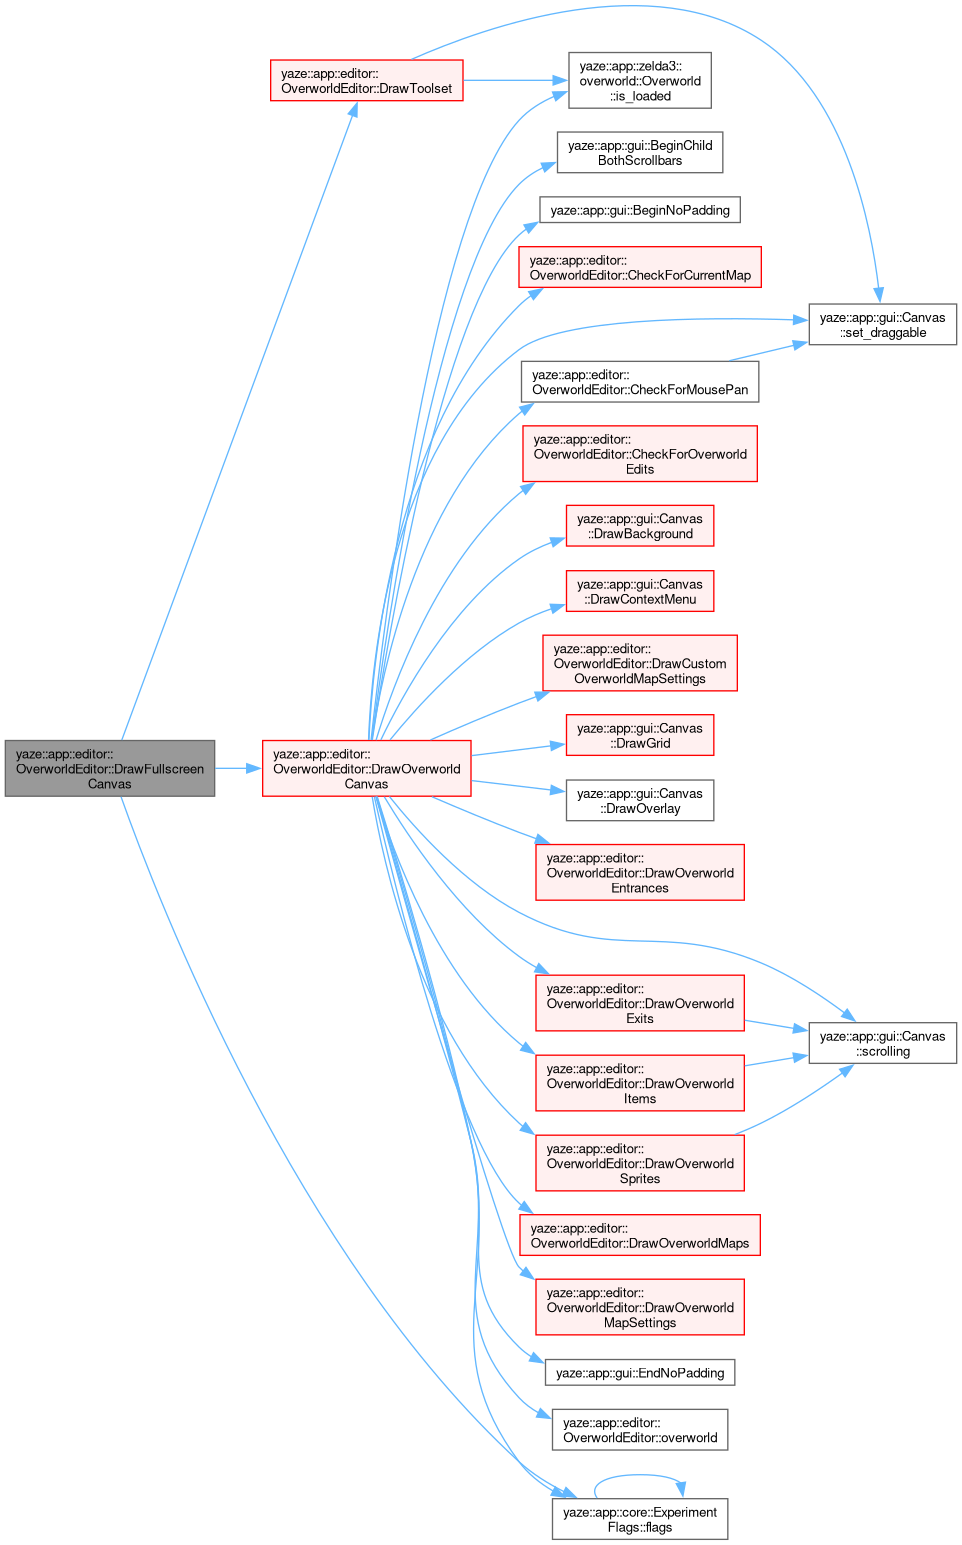 yaze::app::editor::
OverworldEditor::DrawToolset
yaze::app::zelda3::
overworld::Overworld
::is_loaded
yaze::app::gui::BeginChild
BothScrollbars
yaze::app::gui::BeginNoPadding
yaze::app::editor::
OverworldEditor::CheckForCurrentMap
yaze::app::gui::Canvas
::set_draggable
yaze::app::editor::
OverworldEditor::CheckForMousePan
yaze::app::editor::
OverworldEditor::CheckForOverworld
Edits
yaze::app::gui::Canvas
::DrawBackground
yaze::app::gui::Canvas
::DrawContextMenu
yaze::app::editor::
OverworldEditor::DrawCustom
OverworldMapSettings
yaze::app::gui::Canvas
::DrawGrid
yaze::app::editor::
OverworldEditor::DrawFullscreen
Canvas
yaze::app::editor::
OverworldEditor::DrawOverworld
Canvas
yaze::app::gui::Canvas
::DrawOverlay
yaze::app::editor::
OverworldEditor::DrawOverworld
Entrances
yaze::app::editor::
OverworldEditor::DrawOverworld
Exits
yaze::app::gui::Canvas
::scrolling
yaze::app::editor::
OverworldEditor::DrawOverworld
Items
yaze::app::editor::
OverworldEditor::DrawOverworld
Sprites
yaze::app::editor::
OverworldEditor::DrawOverworldMaps
yaze::app::editor::
OverworldEditor::DrawOverworld
MapSettings
yaze::app::gui::EndNoPadding
yaze::app::editor::
OverworldEditor::overworld
yaze::app::core::Experiment
Flags::flags